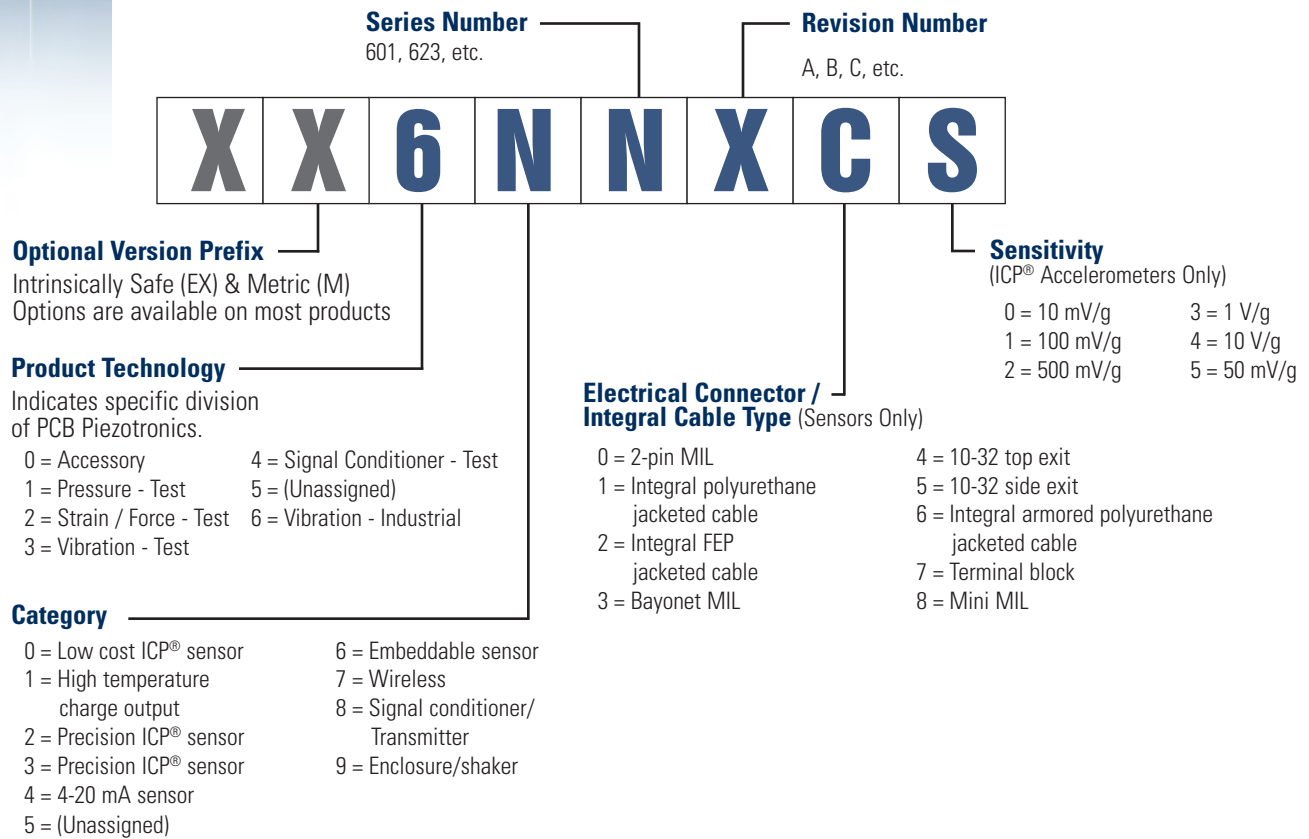 Series Number
601, 623, etc.
Revision Number
A, B, C, etc.
X X 6 N N X C S
Optional Version Prefix
Intrinsically Safe (EX) & Metric (M)
Options are available on most products
Product Technology
Indicates specific division
of PCB Piezotronics.
0 = Accessory
1 = Pressure - Test
2 = Strain / Force - Test
3 = Vibration - Test
4 = Signal Conditioner - Test
5 = (Unassigned)
6 = Vibration - Industrial
Category
0 = Low cost ICP® sensor
1 = High temperature
charge output
2 = Precision ICP® sensor
3 = Precision ICP® sensor
4 = 4-20 mA sensor
5 = (Unassigned)
6 = Embeddable sensor
7 = Wireless
8 = Signal conditioner/
Transmitter
9 = Enclosure/shaker
Electrical Connector /
Integral Cable Type (Sensors Only)
0 = 2-pin MIL
1 = Integral polyurethane
jacketed cable
2 = Integral FEP
jacketed cable
3 = Bayonet MIL
4 = 10-32 top exit
5 = 10-32 side exit
6 = Integral armored polyurethane
jacketed cable
7 = Terminal block
8 = Mini MIL
Sensitivity
(ICP® Accelerometers Only)
0 = 10 mV/g
1 = 100 mV/g
2 = 500 mV/g
3 = 1 V/g
4 = 10 V/g
5 = 50 mV/g